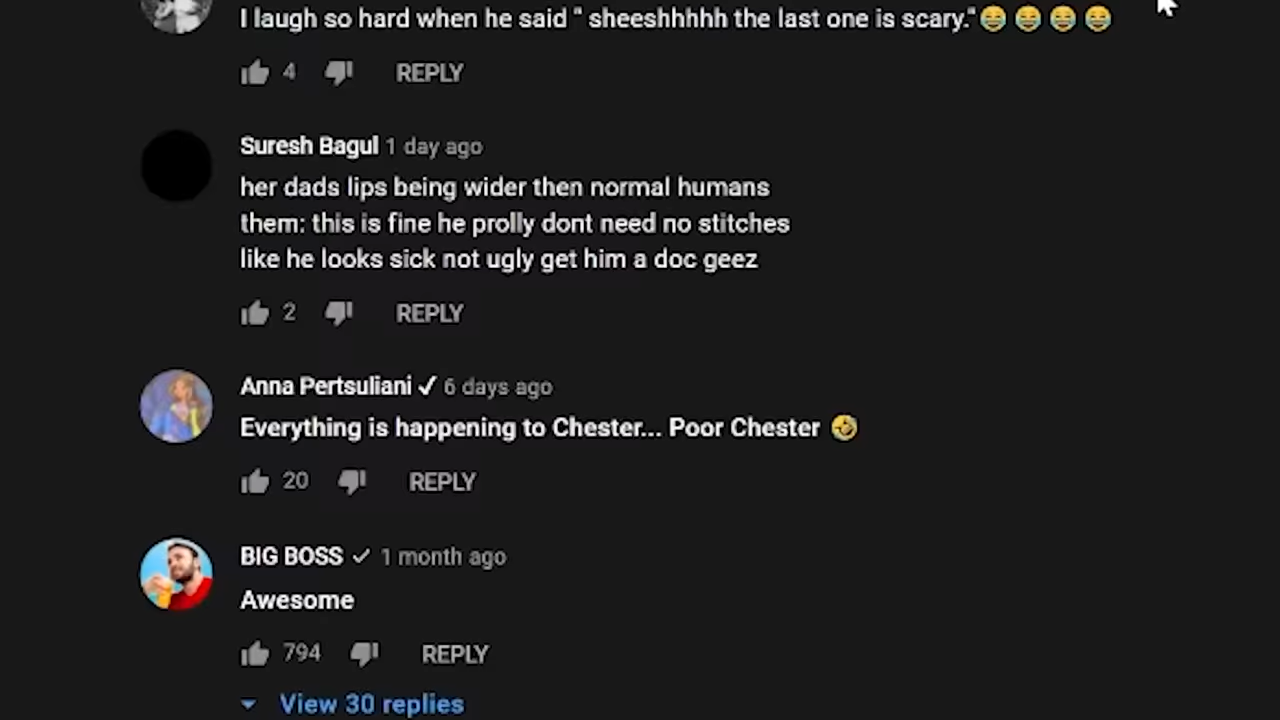 I laugh so hard when he said " sheeshhhhh the last one is scary."😂😂😂😂
4 REPLY
Suresh Bagul 1 day ago
her dads lips being wider then normal humans
them: this is fine he prolly dont need no stitches
like he looks sick not ugly get him a doc geez
2 REPLY
Anna Pertsuliani ✓ 6 days ago
Everything is happening to Chester... Poor Chester 🤣
20 REPLY
BIG BOSS ✓ 1 month ago
Awesome
794 REPLY
View 30 replies